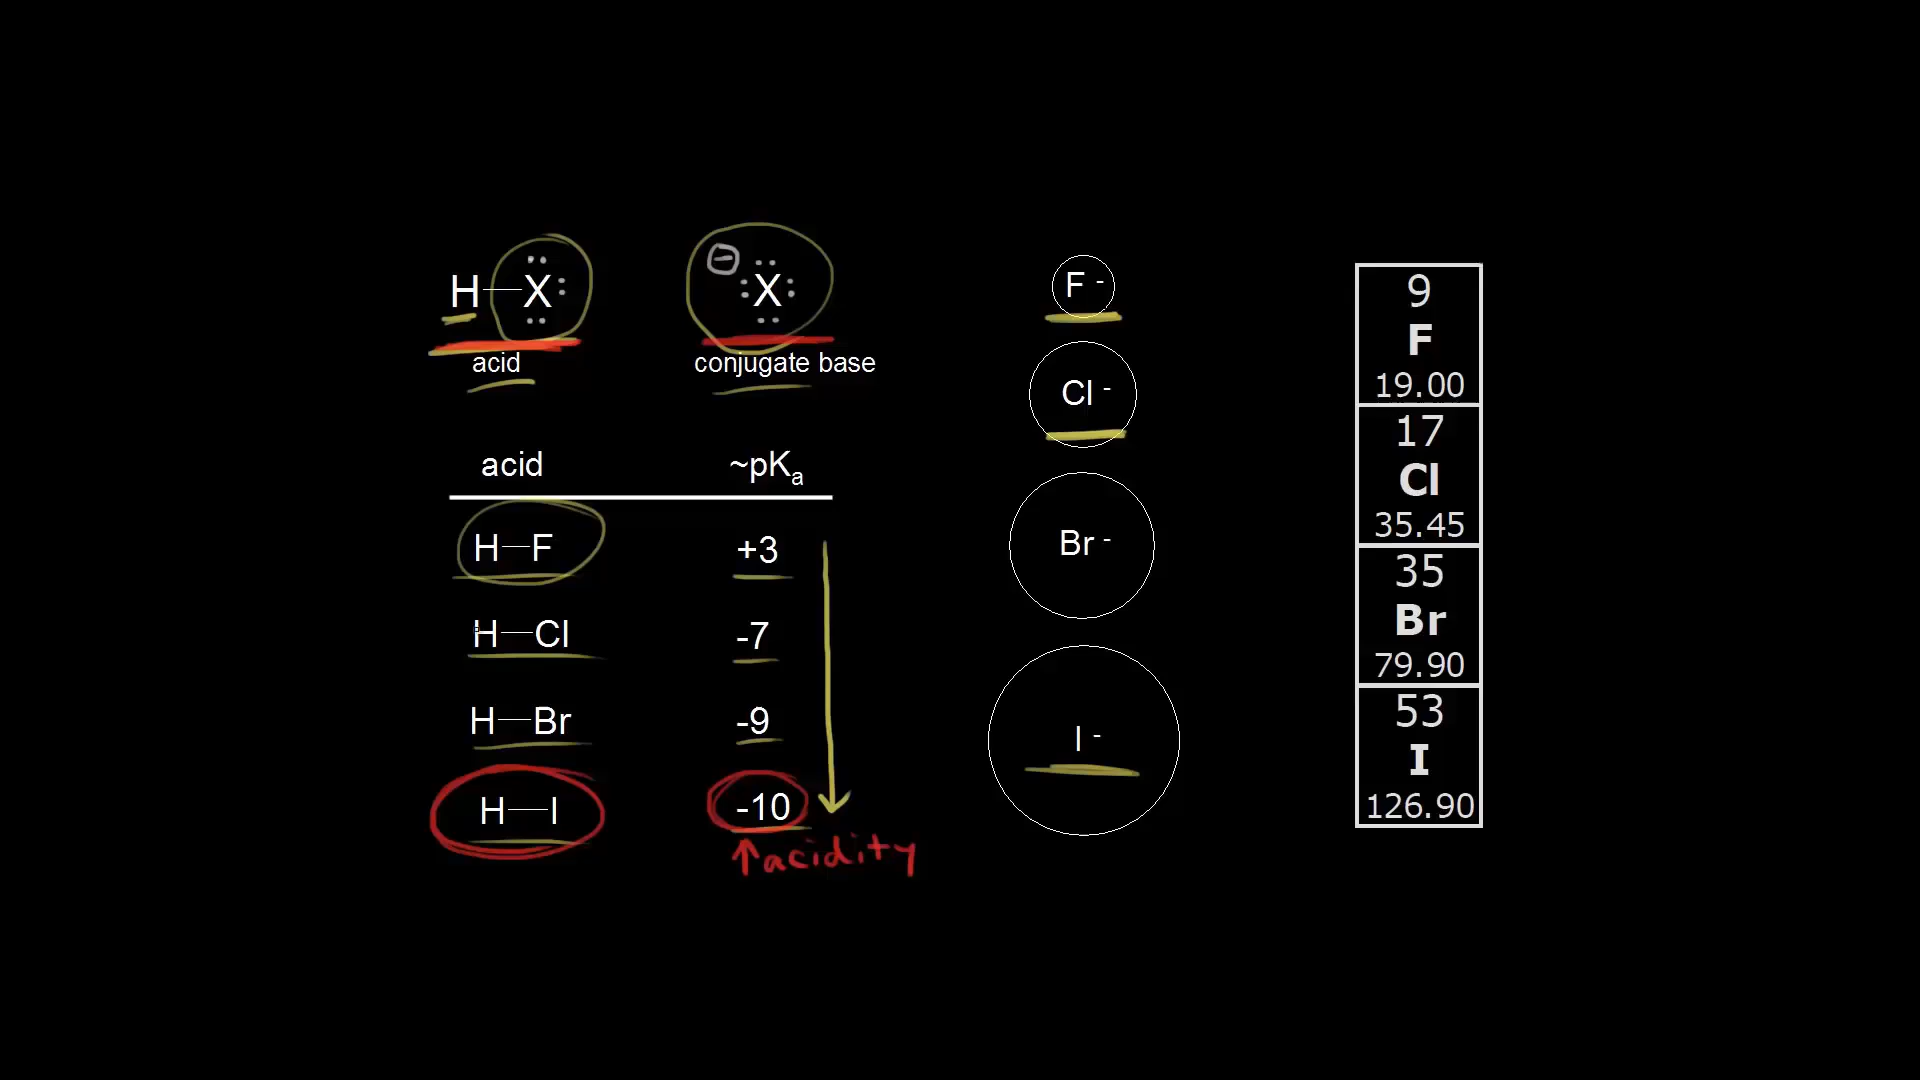 H—X
acid
⊖
X
conjugate base
acid ~pKa
H—F +3
H—Cl -7
H—Br -9
H—I -10
↑acidity
F -
Cl -
Br -
I -
9
F
19.00
17
Cl
35.45
35
Br
79.90
53
I
126.90